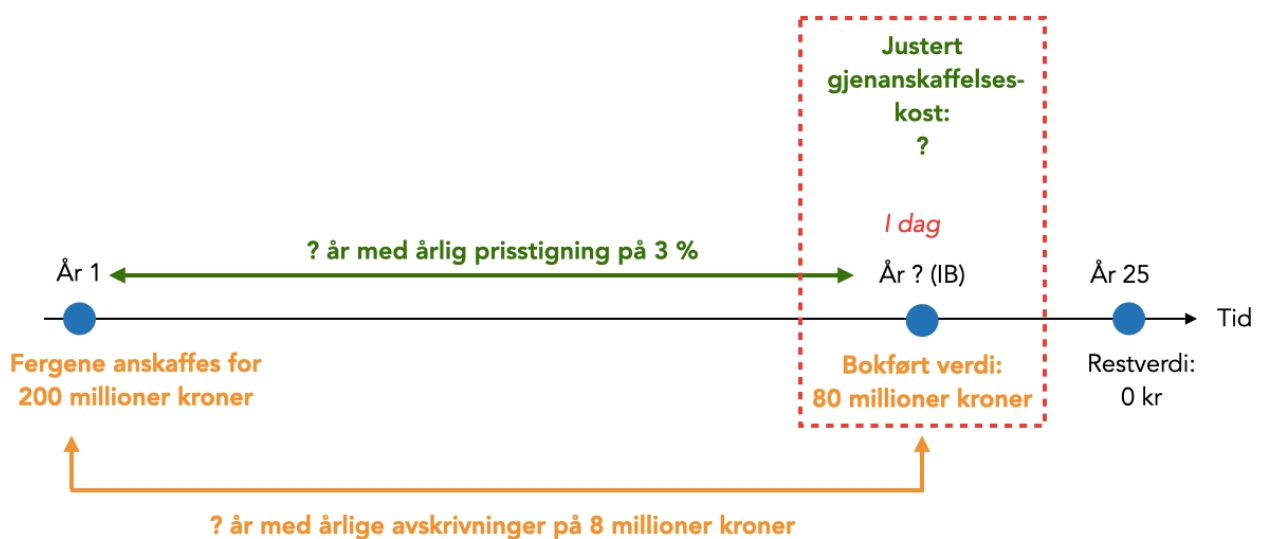 Justert
gjenanskaffelses-
kost:
?
I dag
? år med årlig prisstigning på 3 %
År 1
År ? (IB)
År 25
Tid
Fergene anskaffes for
200 millioner kroner
Bokført verdi:
80 millioner kroner
Restverdi:
0 kr
? år med årlige avskrivninger på 8 millioner kroner